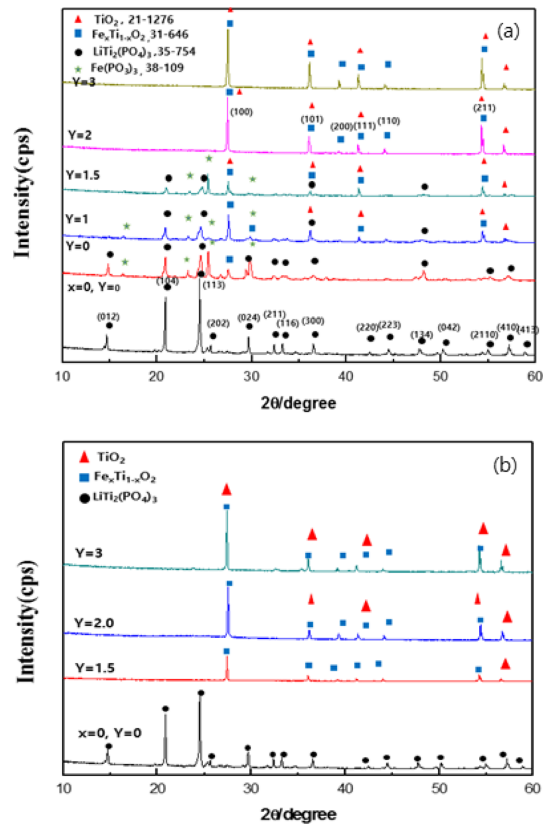 (a)
TiO2 , 21-1276
FexTi1-xO2 ,31-646
LiTi2(PO4)3 ,35-754
Fe(PO3)3 , 38-109
Y=3
Y=2
(100)
(101)
(200)
(111)
(110)
(211)
Y=1.5
Y=1
Y=0
x=0, Y=0
(012)
(104)
(113)
(202)
(024)
(211)
(116)
(300)
(220)
(223)
(134)
(042)
(2110)
(410)
(413)
Intensity(cps)
10 20 30 40 50 60
2θ/degree
(b)
TiO2
FexTi1-xO2
LiTi2(PO4)3
Y=3
Y=2.0
Y=1.5
x=0, Y=0
Intensity(cps)
10 20 30 40 50 60
2θ/degree